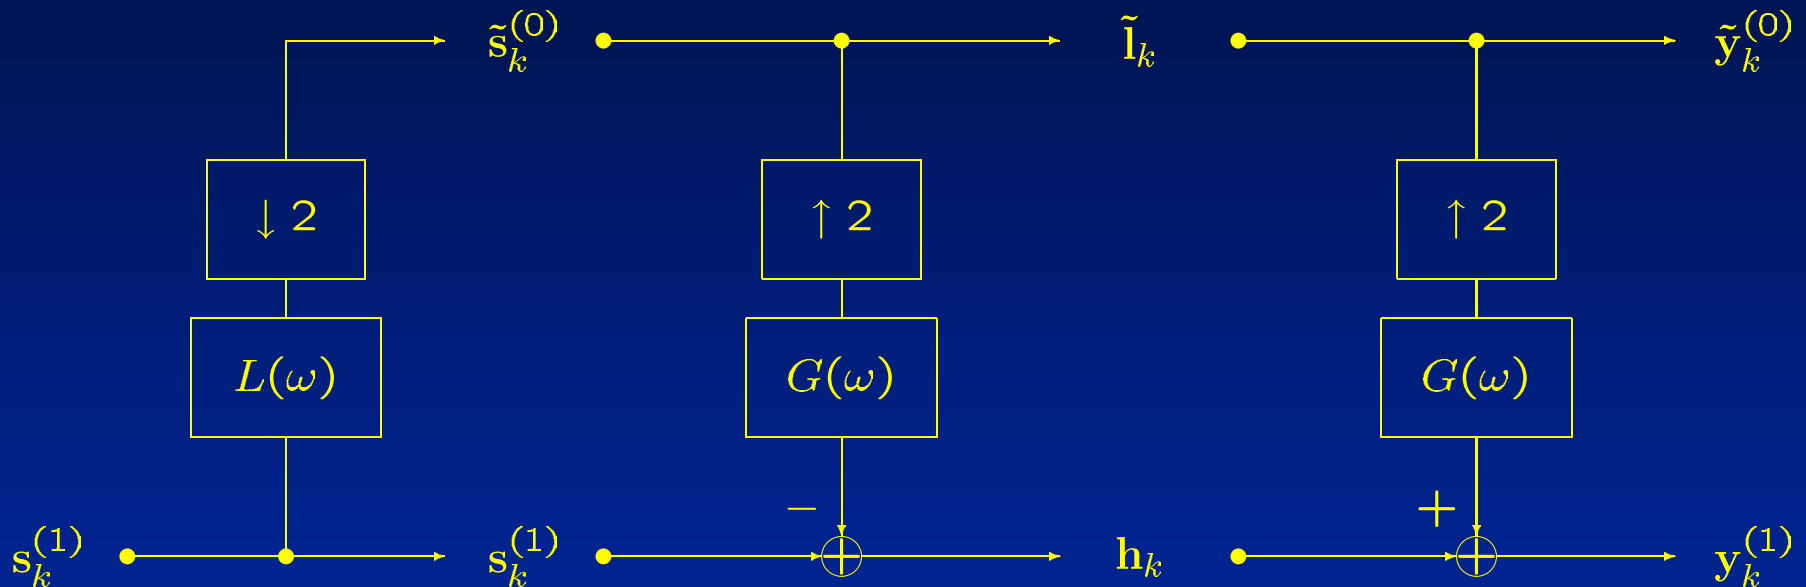 s̃_k^(0) l̃_k ỹ_k^(0)
↓ 2 ↑ 2 ↑ 2
L(ω) G(ω) G(ω)
− +
s_k^(1) s_k^(1) h_k y_k^(1)